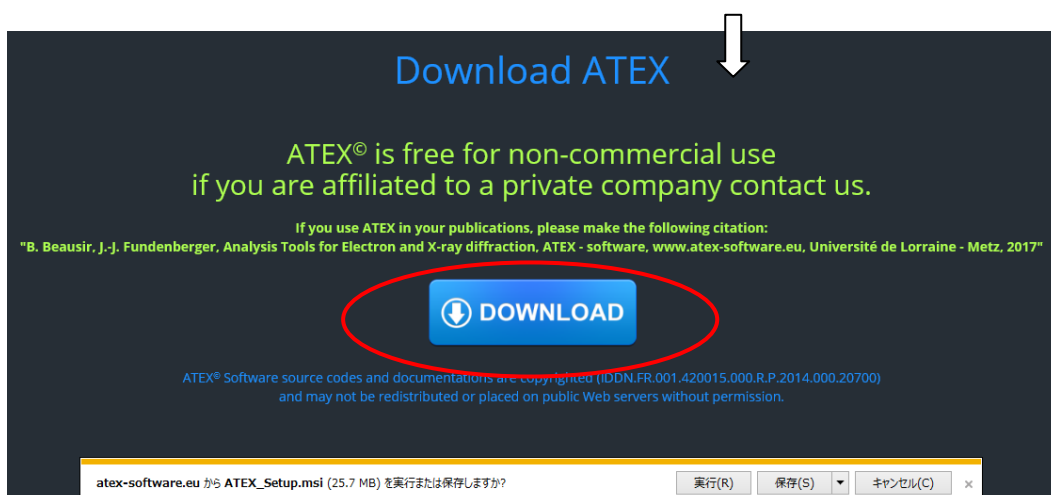 Download ATEX
ATEX© is free for non-commercial use
if you are affiliated to a private company contact us.
If you use ATEX in your publications, please make the following citation:
"B. Beausir, J.-J. Fundenberger, Analysis Tools for Electron and X-ray diffraction, ATEX - software, www.atex-software.eu, Université de Lorraine - Metz, 2017"
DOWNLOAD
ATEX® Software source codes and documentations are copyrighted (IDDN.FR.001.420015.000.R.P.2014.000.20700)
and may not be redistributed or placed on public Web servers without permission.
atex-software.eu から ATEX_Setup.msi (25.7 MB) を実行または保存しますか? 実行(R) 保存(S) ▼ キャンセル(C) ×